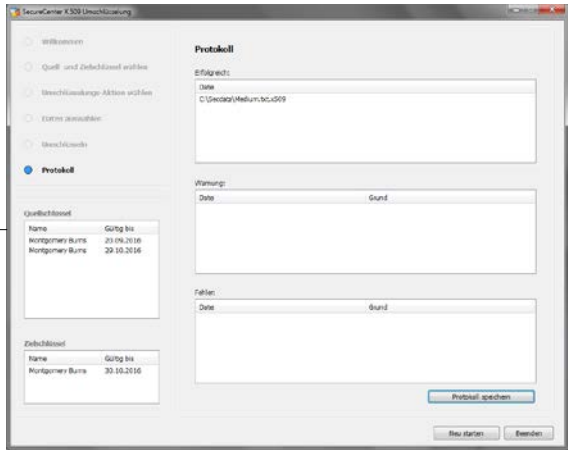 SecureCenter X.509 Umschlüsselung
Willkommen
Quell- und Zielschlüssel wählen
Umschlüsselungs-Aktion wählen
Daten auswählen
Umschlüsseln
Protokoll
Quellschlüssel
Name Gültig bis
Montgomery Burns 23.09.2016
Montgomery Burns 29.10.2016
Zielschlüssel
Name Gültig bis
Montgomery Burns 30.10.2016
Protokoll
Erfolgreich:
Datei
C:\Secdata\Medium.txt.x509
Warnung:
Datei Grund
Fehler:
Datei Grund
Protokoll speichern
Neu starten Beenden